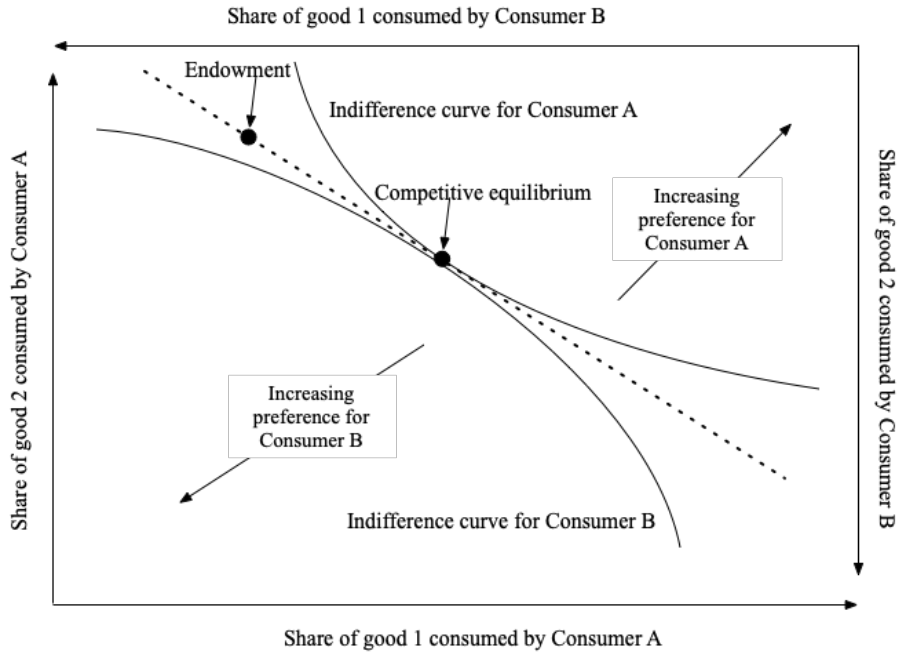 Share of good 1 consumed by Consumer B
Endowment
Indifference curve for Consumer A
Share of good 2 consumed by Consumer A
Competitive equilibrium
Increasing
preference for
Consumer A
Share of good 2 consumed by Consumer B
Increasing
preference for
Consumer B
Indifference curve for Consumer B
Share of good 1 consumed by Consumer A